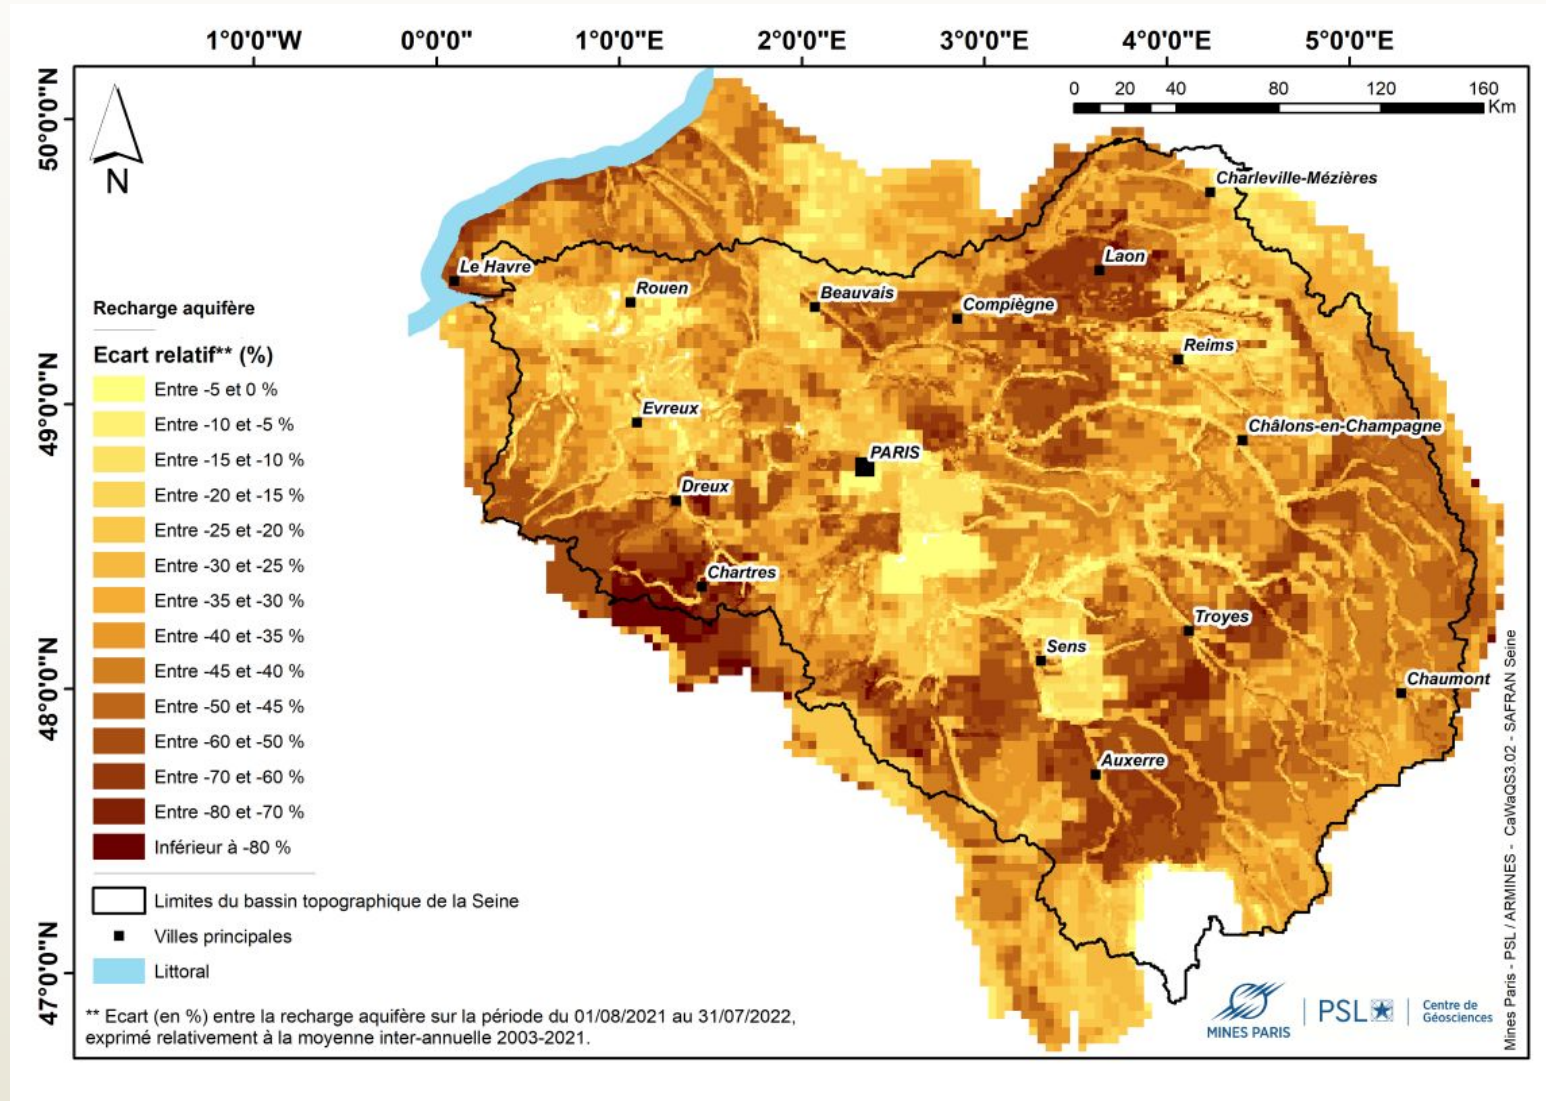 1°0'0"W 0°0'0" 1°0'0"E 2°0'0"E 3°0'0"E 4°0'0"E 5°0'0"E
50°0'0"N
49°0'0"N
48°0'0"N
47°0'0"N
0 20 40 80 120 160
Km
N
Charleville-Mézières
Laon
Le Havre
Rouen
Beauvais
Compiègne
Reims
Evreux
Châlons-en-Champagne
PARIS
Dreux
Chartres
Troyes
Sens
Chaumont
Auxerre
Recharge aquifère
Ecart relatif** (%)
Entre -5 et 0 %
Entre -10 et -5 %
Entre -15 et -10 %
Entre -20 et -15 %
Entre -25 et -20 %
Entre -30 et -25 %
Entre -35 et -30 %
Entre -40 et -35 %
Entre -45 et -40 %
Entre -50 et -45 %
Entre -60 et -50 %
Entre -70 et -60 %
Entre -80 et -70 %
Inférieur à -80 %
Limites du bassin topographique de la Seine
Villes principales
Littoral
** Ecart (en %) entre la recharge aquifère sur la période du 01/08/2021 au 31/07/2022,
exprimé relativement à la moyenne inter-annuelle 2003-2021.
MINES PARIS
PSL
Centre de
Géosciences
Mines Paris - PSL / ARMINES - CaWaQS3.02 - SAFRAN Seine